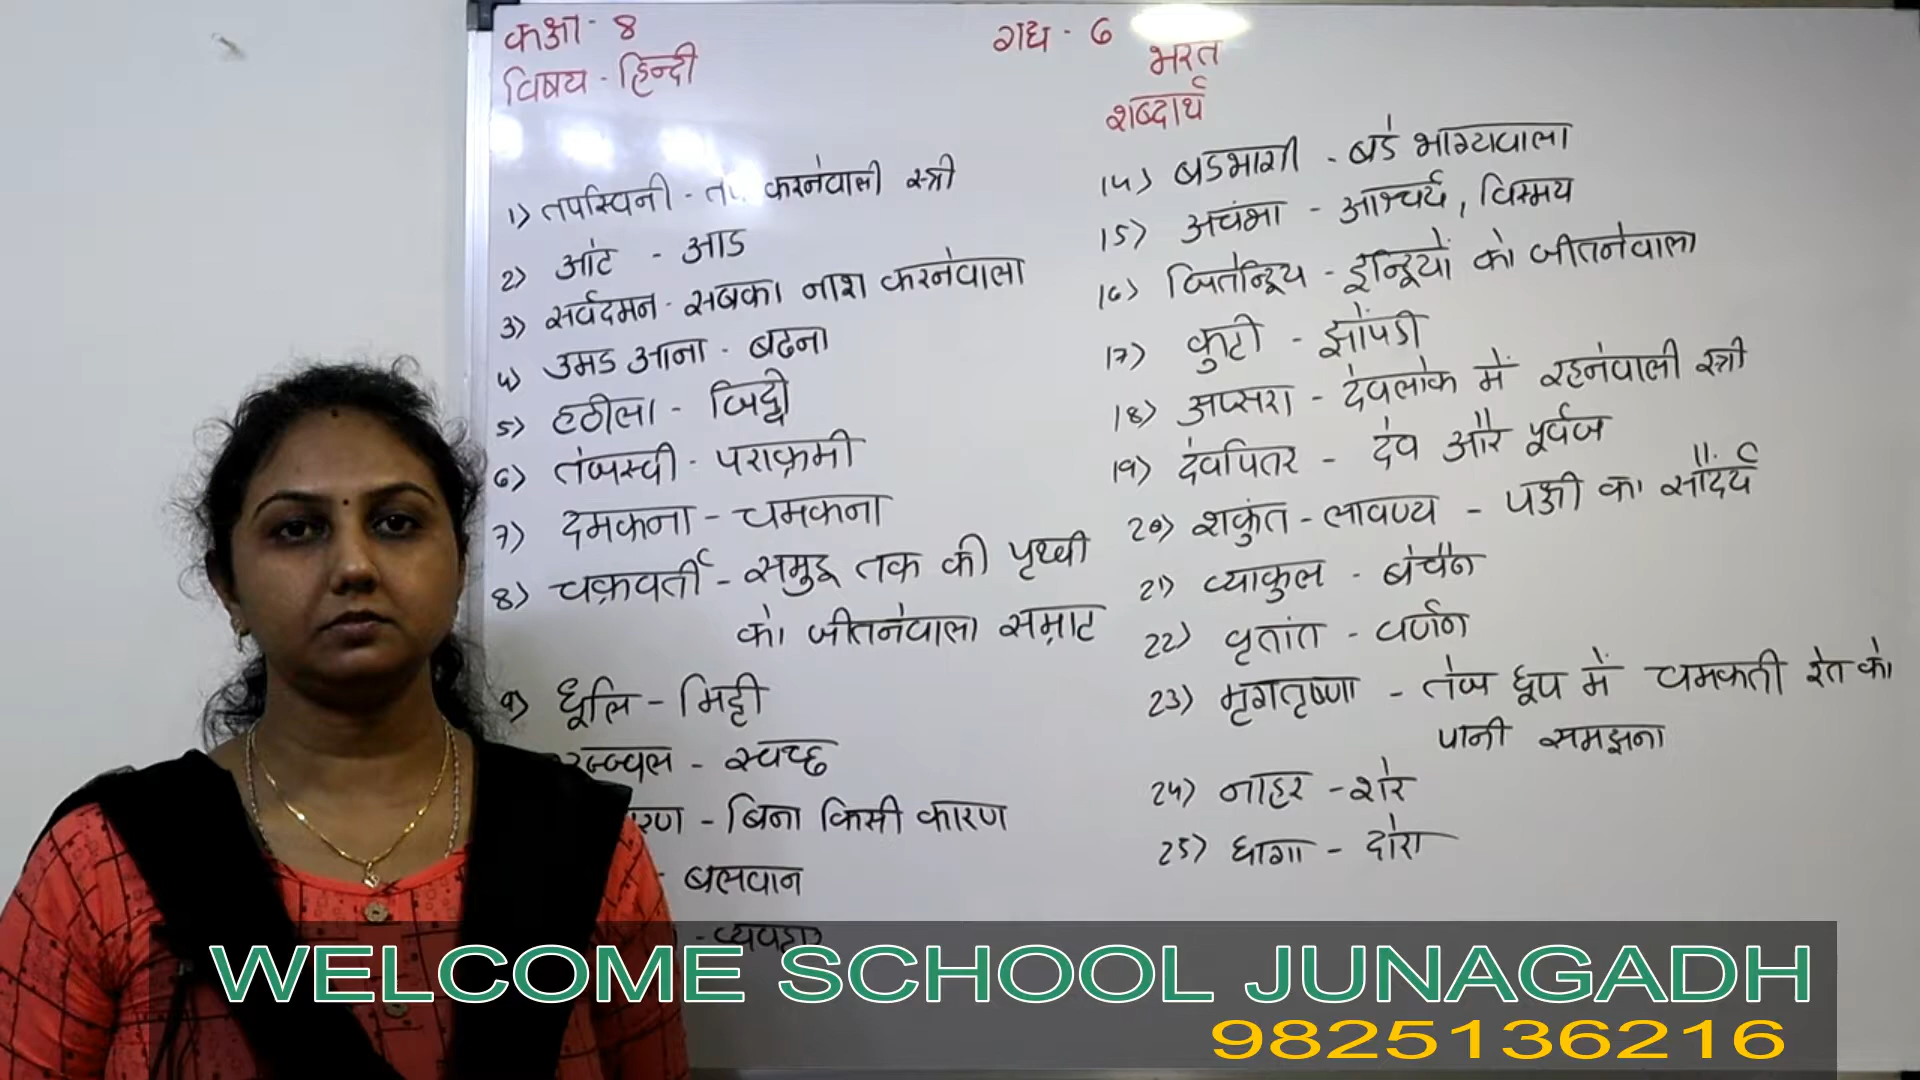 कक्षा - 8
विषय - हिन्दी
गद्य - 6
भरत
शब्दार्थ
1) तपस्विनी - तप करनेवाली स्त्री
2) ओट - आड
3) सर्वदमन - सबका नाश करनेवाला
4) उमड आना - बढना
5) हठीला - जिद्दी
6) तेजस्वी - पराक्रमी
7) दमकना - चमकना
8) चक्रवर्ती - समुद्र तक की पृथ्वी
को जीतनेवाला सम्राट
9) धूलि - मिट्टी
- स्वच्छ
- बिना किसी कारण
- बलवान
14) बडभागी - बडे भाग्यवाला
15) अचंभा - आश्चर्य, विस्मय
16) जितेन्द्रिय - इन्द्रियों को जीतनेवाला
17) कुटी - झोंपडी
18) अप्सरा - देवलोक में रहनेवाली स्त्री
19) देवपितर - देव और पूर्वज
20) शकुंत - लावण्य - पक्षी का सौंदर्य
21) व्याकुल - बेचैन
22) वृतांत - वर्णन
23) मृगतृष्णा - तेज धूप में चमकती रेत को
पानी समझना
24) नाहर - शेर
25) धागा - दोरा
WELCOME SCHOOL JUNAGADH
9825136216